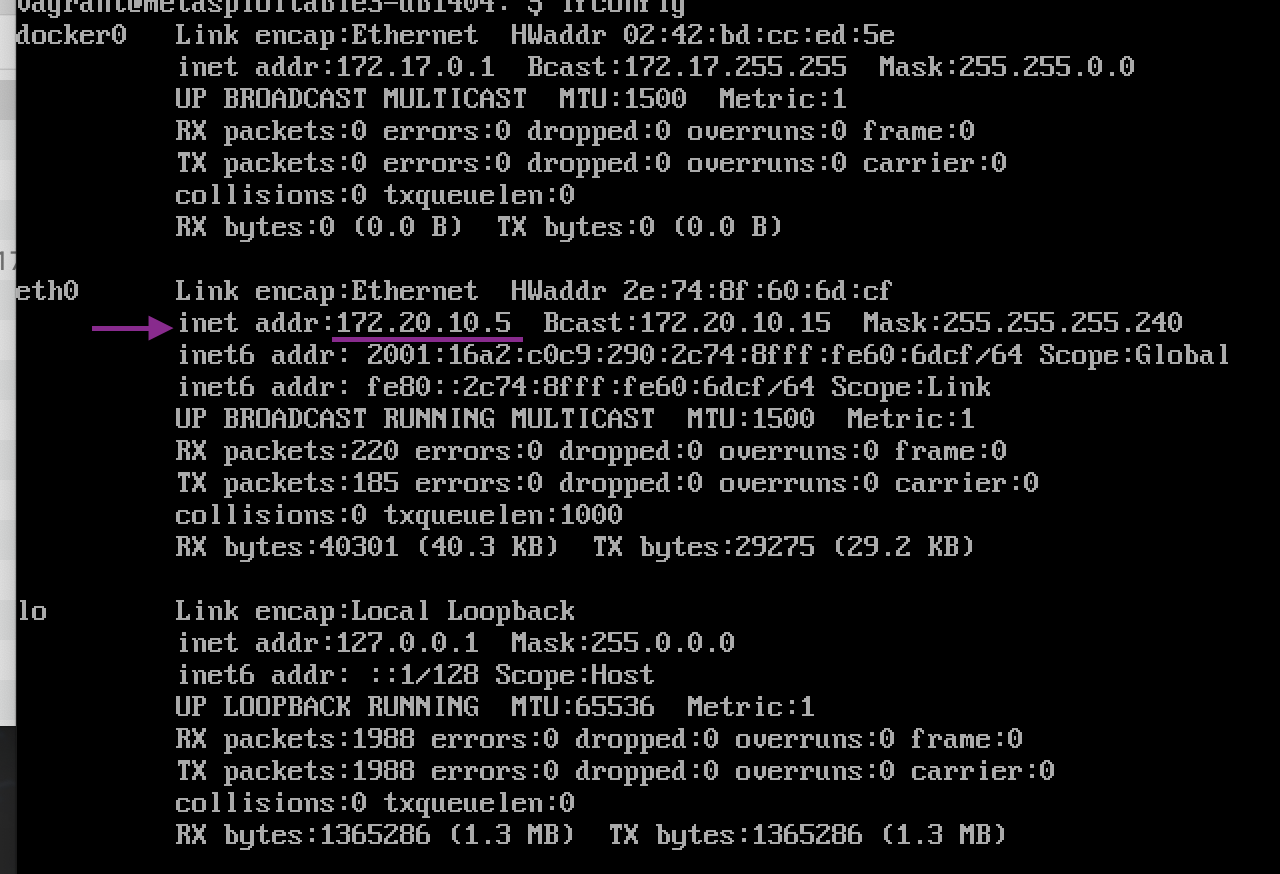 vagrant@metasploitable3-ub1404:~$ ifconfig
docker0   Link encap:Ethernet  HWaddr 02:42:bd:cc:ed:5e
inet addr:172.17.0.1  Bcast:172.17.255.255  Mask:255.255.0.0
UP BROADCAST MULTICAST  MTU:1500  Metric:1
RX packets:0 errors:0 dropped:0 overruns:0 frame:0
TX packets:0 errors:0 dropped:0 overruns:0 carrier:0
collisions:0 txqueuelen:0
RX bytes:0 (0.0 B)  TX bytes:0 (0.0 B)
17
eth0      Link encap:Ethernet  HWaddr 2e:74:8f:60:6d:cf
inet addr:172.20.10.5  Bcast:172.20.10.15  Mask:255.255.255.240
inet6 addr: 2001:16a2:c0c9:290:2c74:8fff:fe60:6dcf/64 Scope:Global
inet6 addr: fe80::2c74:8fff:fe60:6dcf/64 Scope:Link
UP BROADCAST RUNNING MULTICAST  MTU:1500  Metric:1
RX packets:220 errors:0 dropped:0 overruns:0 frame:0
TX packets:185 errors:0 dropped:0 overruns:0 carrier:0
collisions:0 txqueuelen:1000
RX bytes:40301 (40.3 KB)  TX bytes:29275 (29.2 KB)
lo        Link encap:Local Loopback
inet addr:127.0.0.1  Mask:255.0.0.0
inet6 addr: ::1/128 Scope:Host
UP LOOPBACK RUNNING  MTU:65536  Metric:1
RX packets:1988 errors:0 dropped:0 overruns:0 frame:0
TX packets:1988 errors:0 dropped:0 overruns:0 carrier:0
collisions:0 txqueuelen:0
RX bytes:1365286 (1.3 MB)  TX bytes:1365286 (1.3 MB)